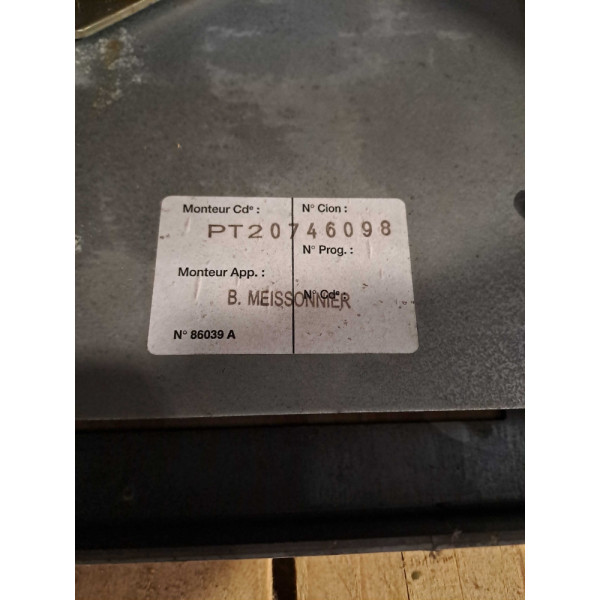 Monteur Cde : N° Cion :
PT20746098
N° Prog. :
Monteur App. :
B. MEISSONNIER N° Cde :
N° 86039 A